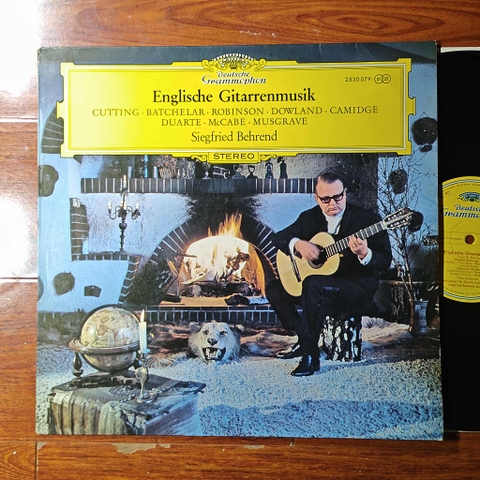 Deutsche
Grammophon
2530 079
Englische Gitarrenmusik
CUTTING · BATCHELAR · ROBINSON · DOWLAND · CAMIDGE
DUARTE · McCABE · MUSGRAVE
Siegfried Behrend
STEREO
Deutsche
Grammophon